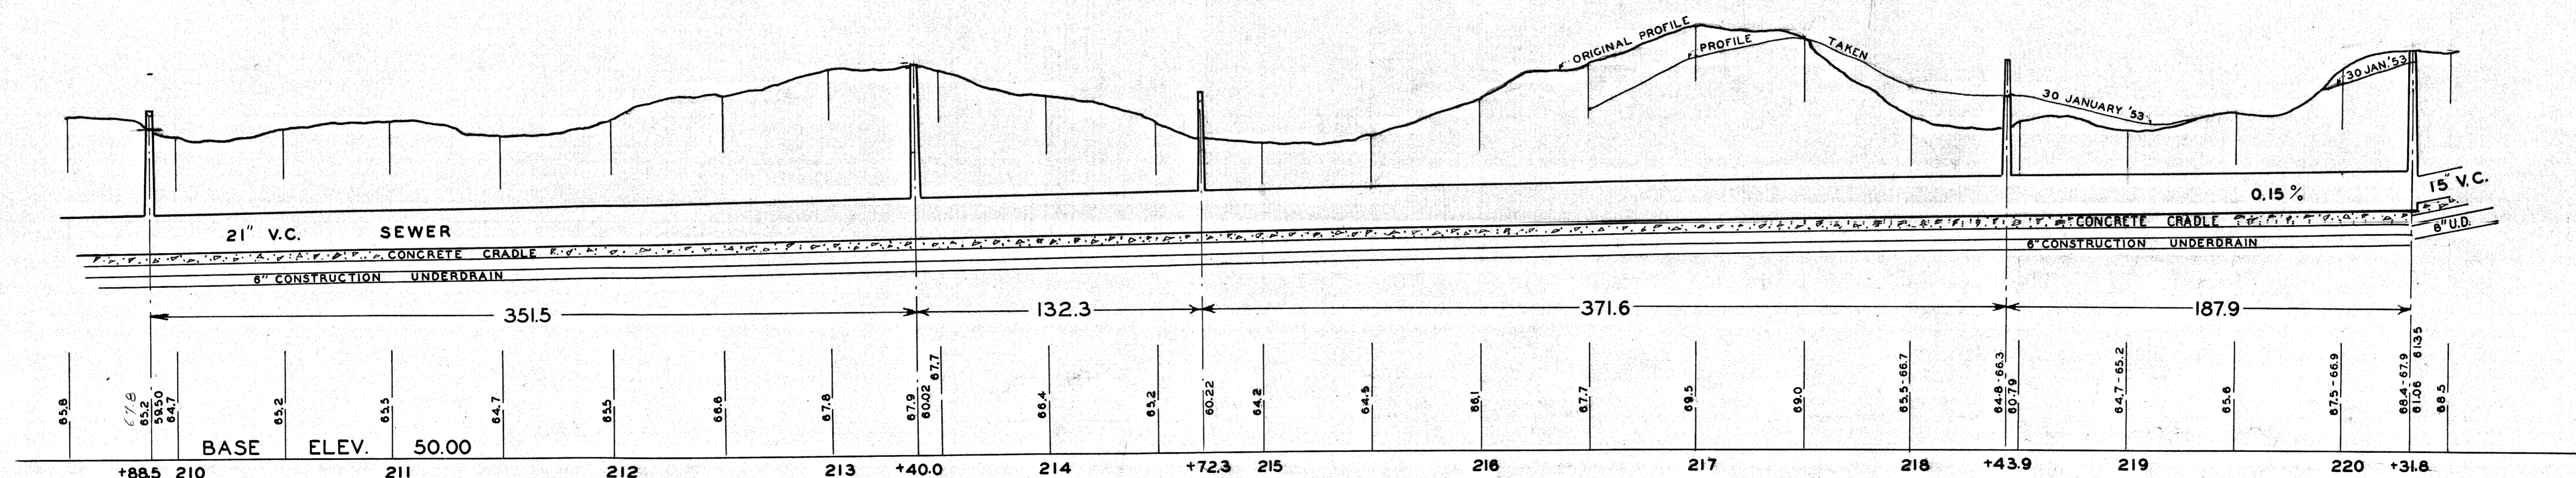 ORIGINAL PROFILE
PROFILE
TAKEN
30 JANUARY '53
30 JAN. '53
21" V.C. SEWER
0.15 %
15" V.C.
CONCRETE CRADLE
CONCRETE CRADLE
6" U.D.
6" CONSTRUCTION UNDERDRAIN
6" CONSTRUCTION UNDERDRAIN
351.5
132.3
371.6
187.9
65.8
67.8
65.2
59.50
64.7
65.2
65.5
64.7
65.5
66.6
67.8
67.9
60.02
67.7
66.4
65.2
60.22
64.2
64.5
66.1
67.7
69.5
69.0
65.5-66.7
64.8-66.3
60.79
64.7-65.2
65.6
67.5-66.9
68.4-67.9
61.06
61.35
68.5
BASE ELEV. 50.00
+88.5 210 211 212 213 +40.0 214 +72.3 215 216 217 218 +43.9 219 220 +31.8